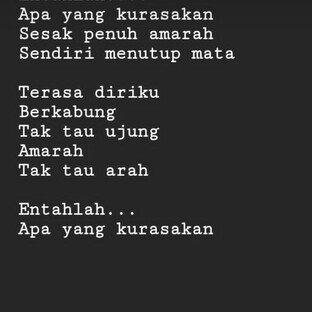 Apa yang kurasakan
Sesak penuh amarah
Sendiri menutup mata
Terasa diriku
Berkabung
Tak tau ujung
Amarah
Tak tau arah
Entahlah...
Apa yang kurasakan